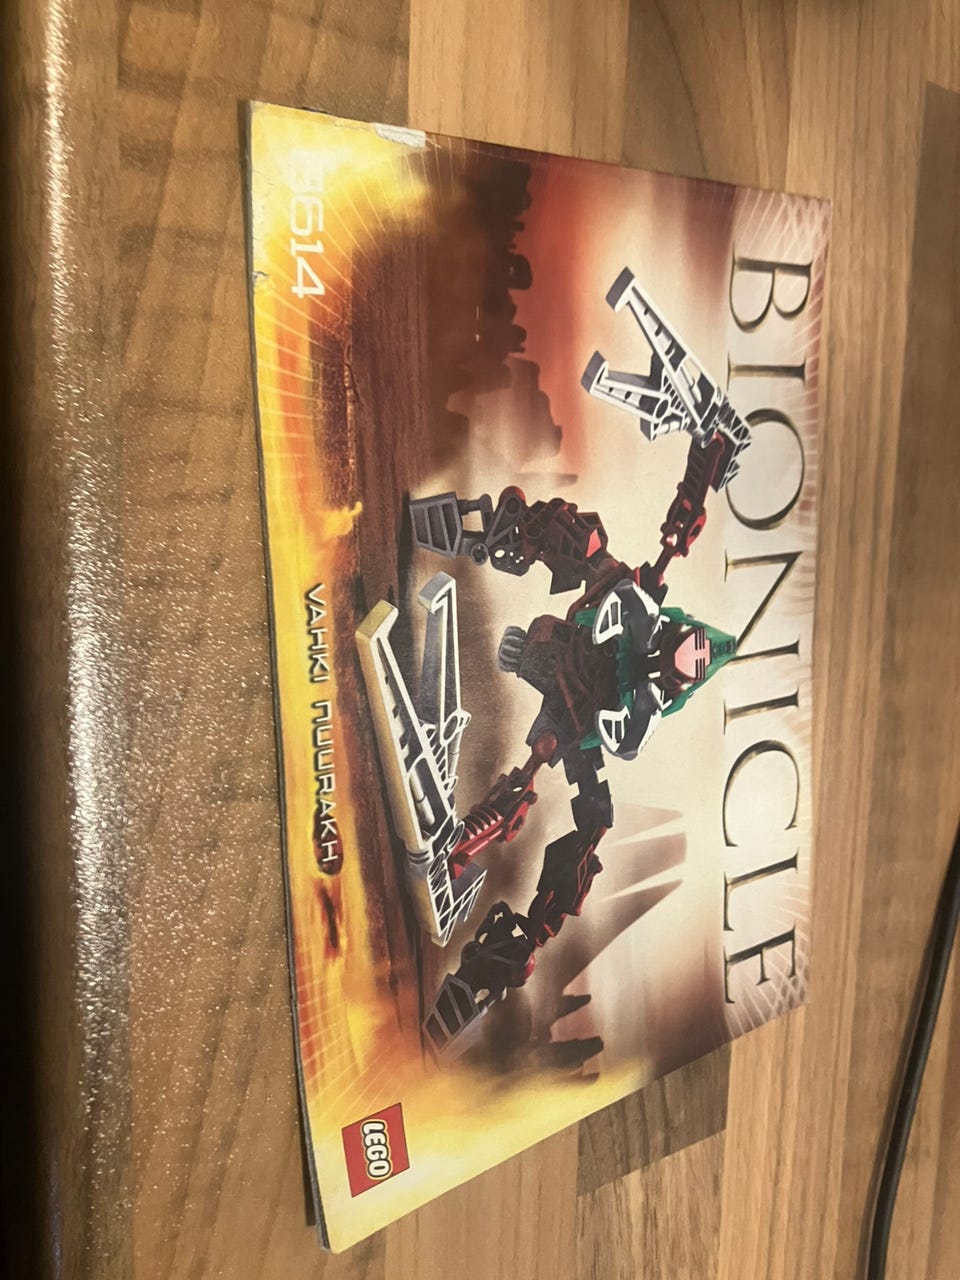 BIONICLE
8614
VAHKI NUURAKH
LEGO